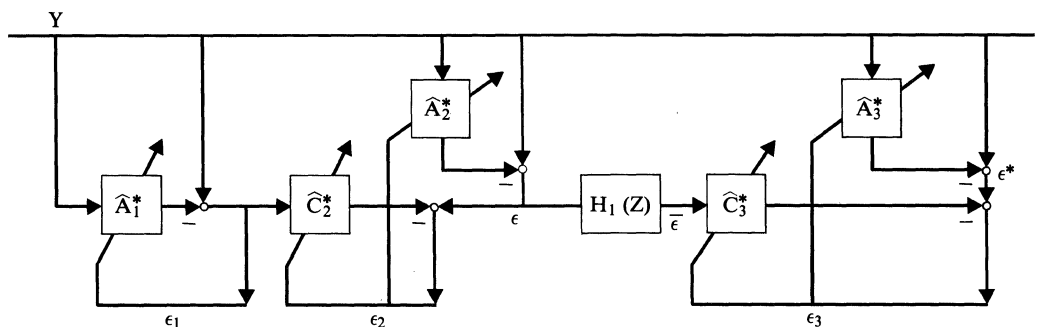 Y
Â₂*
Â₃*
ϵ*
Â₁*
Ĉ₂*
H₁ (Z)
Ĉ₃*
ϵ
ϵ̅
− − − − − −
ϵ₁
ϵ₂
ϵ₃